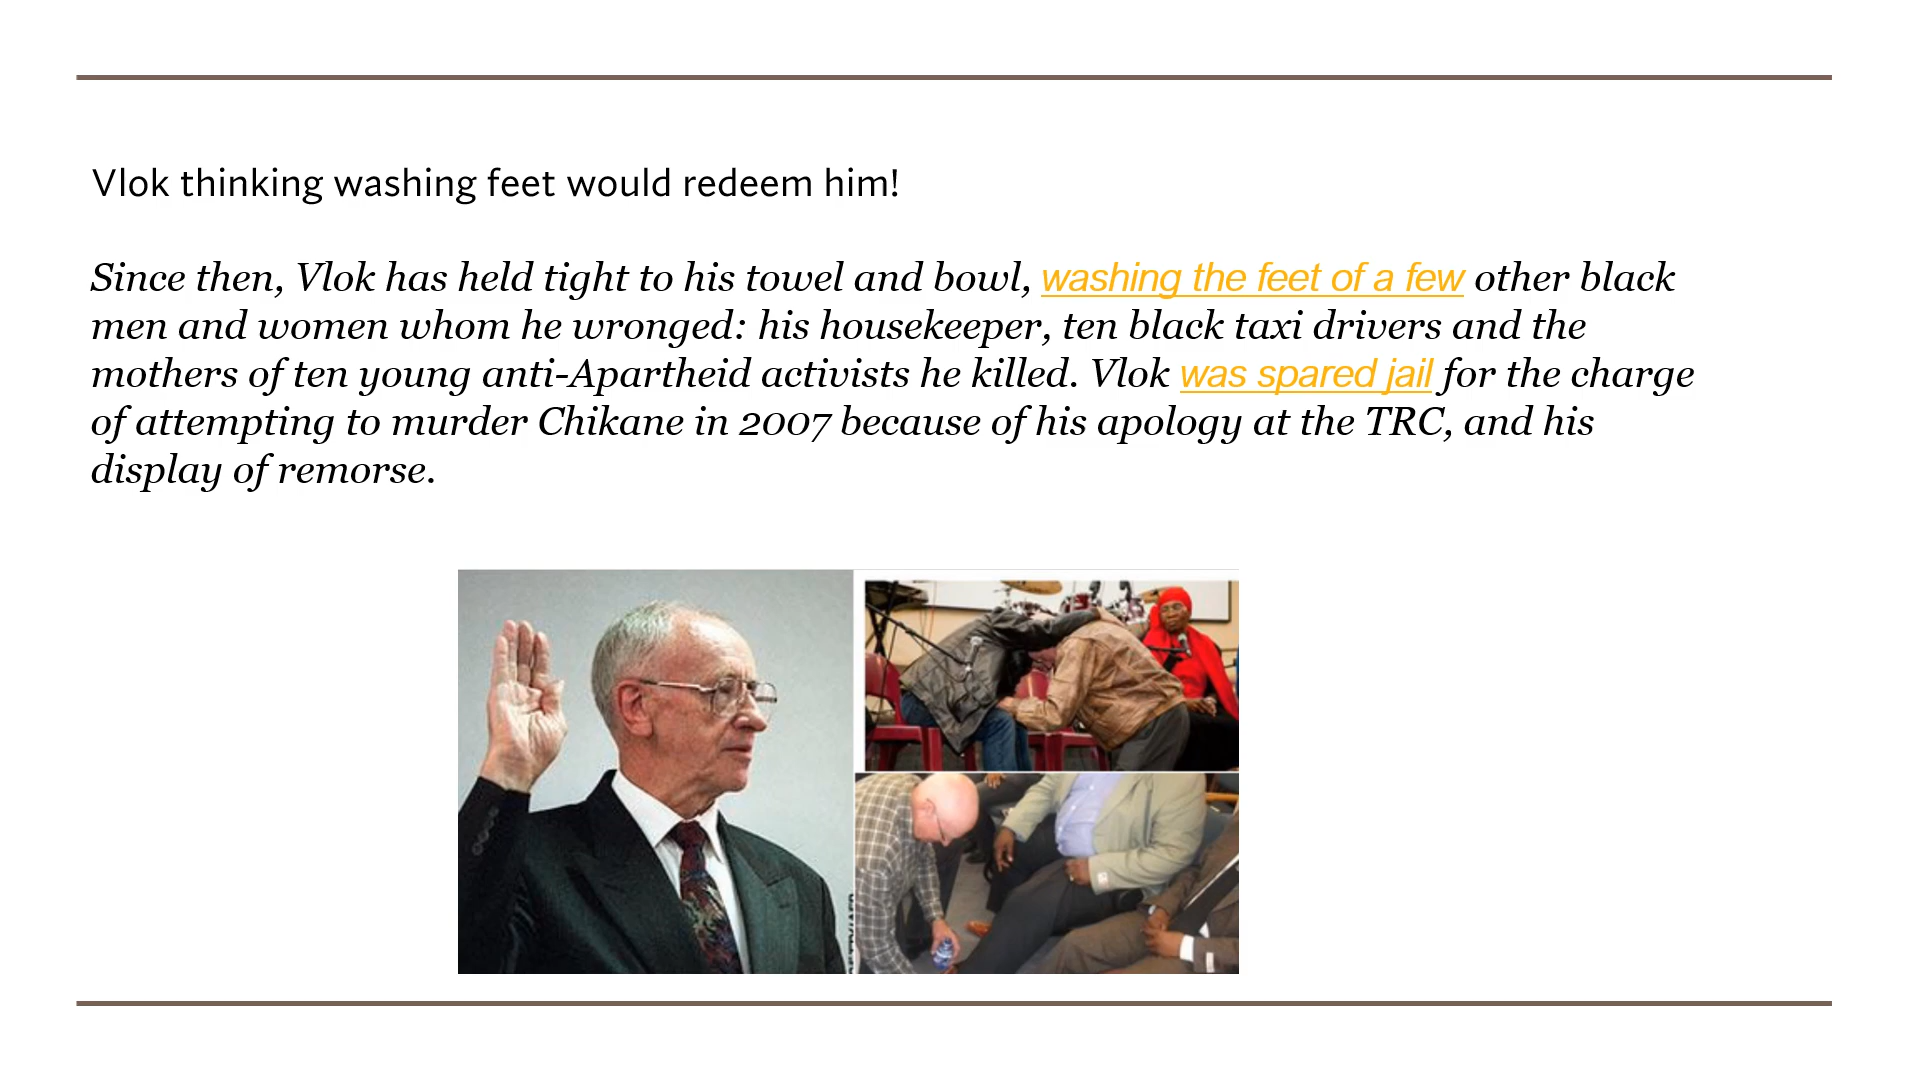 Vlok thinking washing feet would redeem him!
Since then, Vlok has held tight to his towel and bowl, washing the feet of a few other black
men and women whom he wronged: his housekeeper, ten black taxi drivers and the
mothers of ten young anti-Apartheid activists he killed. Vlok was spared jail for the charge
of attempting to murder Chikane in 2007 because of his apology at the TRC, and his
display of remorse.